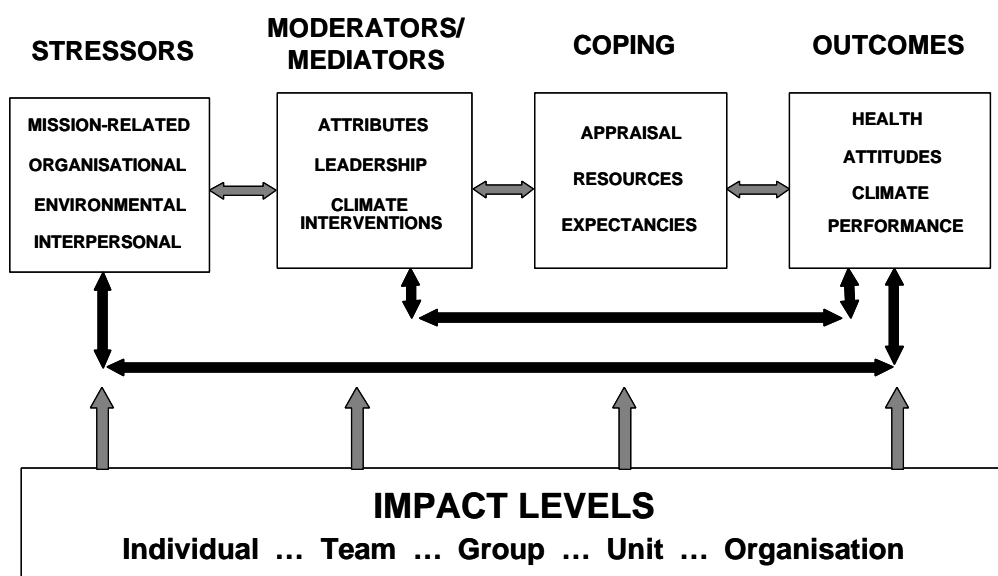 STRESSORS
MODERATORS/
MEDIATORS
COPING
OUTCOMES
MISSION-RELATED
ORGANISATIONAL
ENVIRONMENTAL
INTERPERSONAL
ATTRIBUTES
LEADERSHIP
CLIMATE
INTERVENTIONS
APPRAISAL
RESOURCES
EXPECTANCIES
HEALTH
ATTITUDES
CLIMATE
PERFORMANCE
IMPACT LEVELS
Individual ... Team ... Group ... Unit ... Organisation